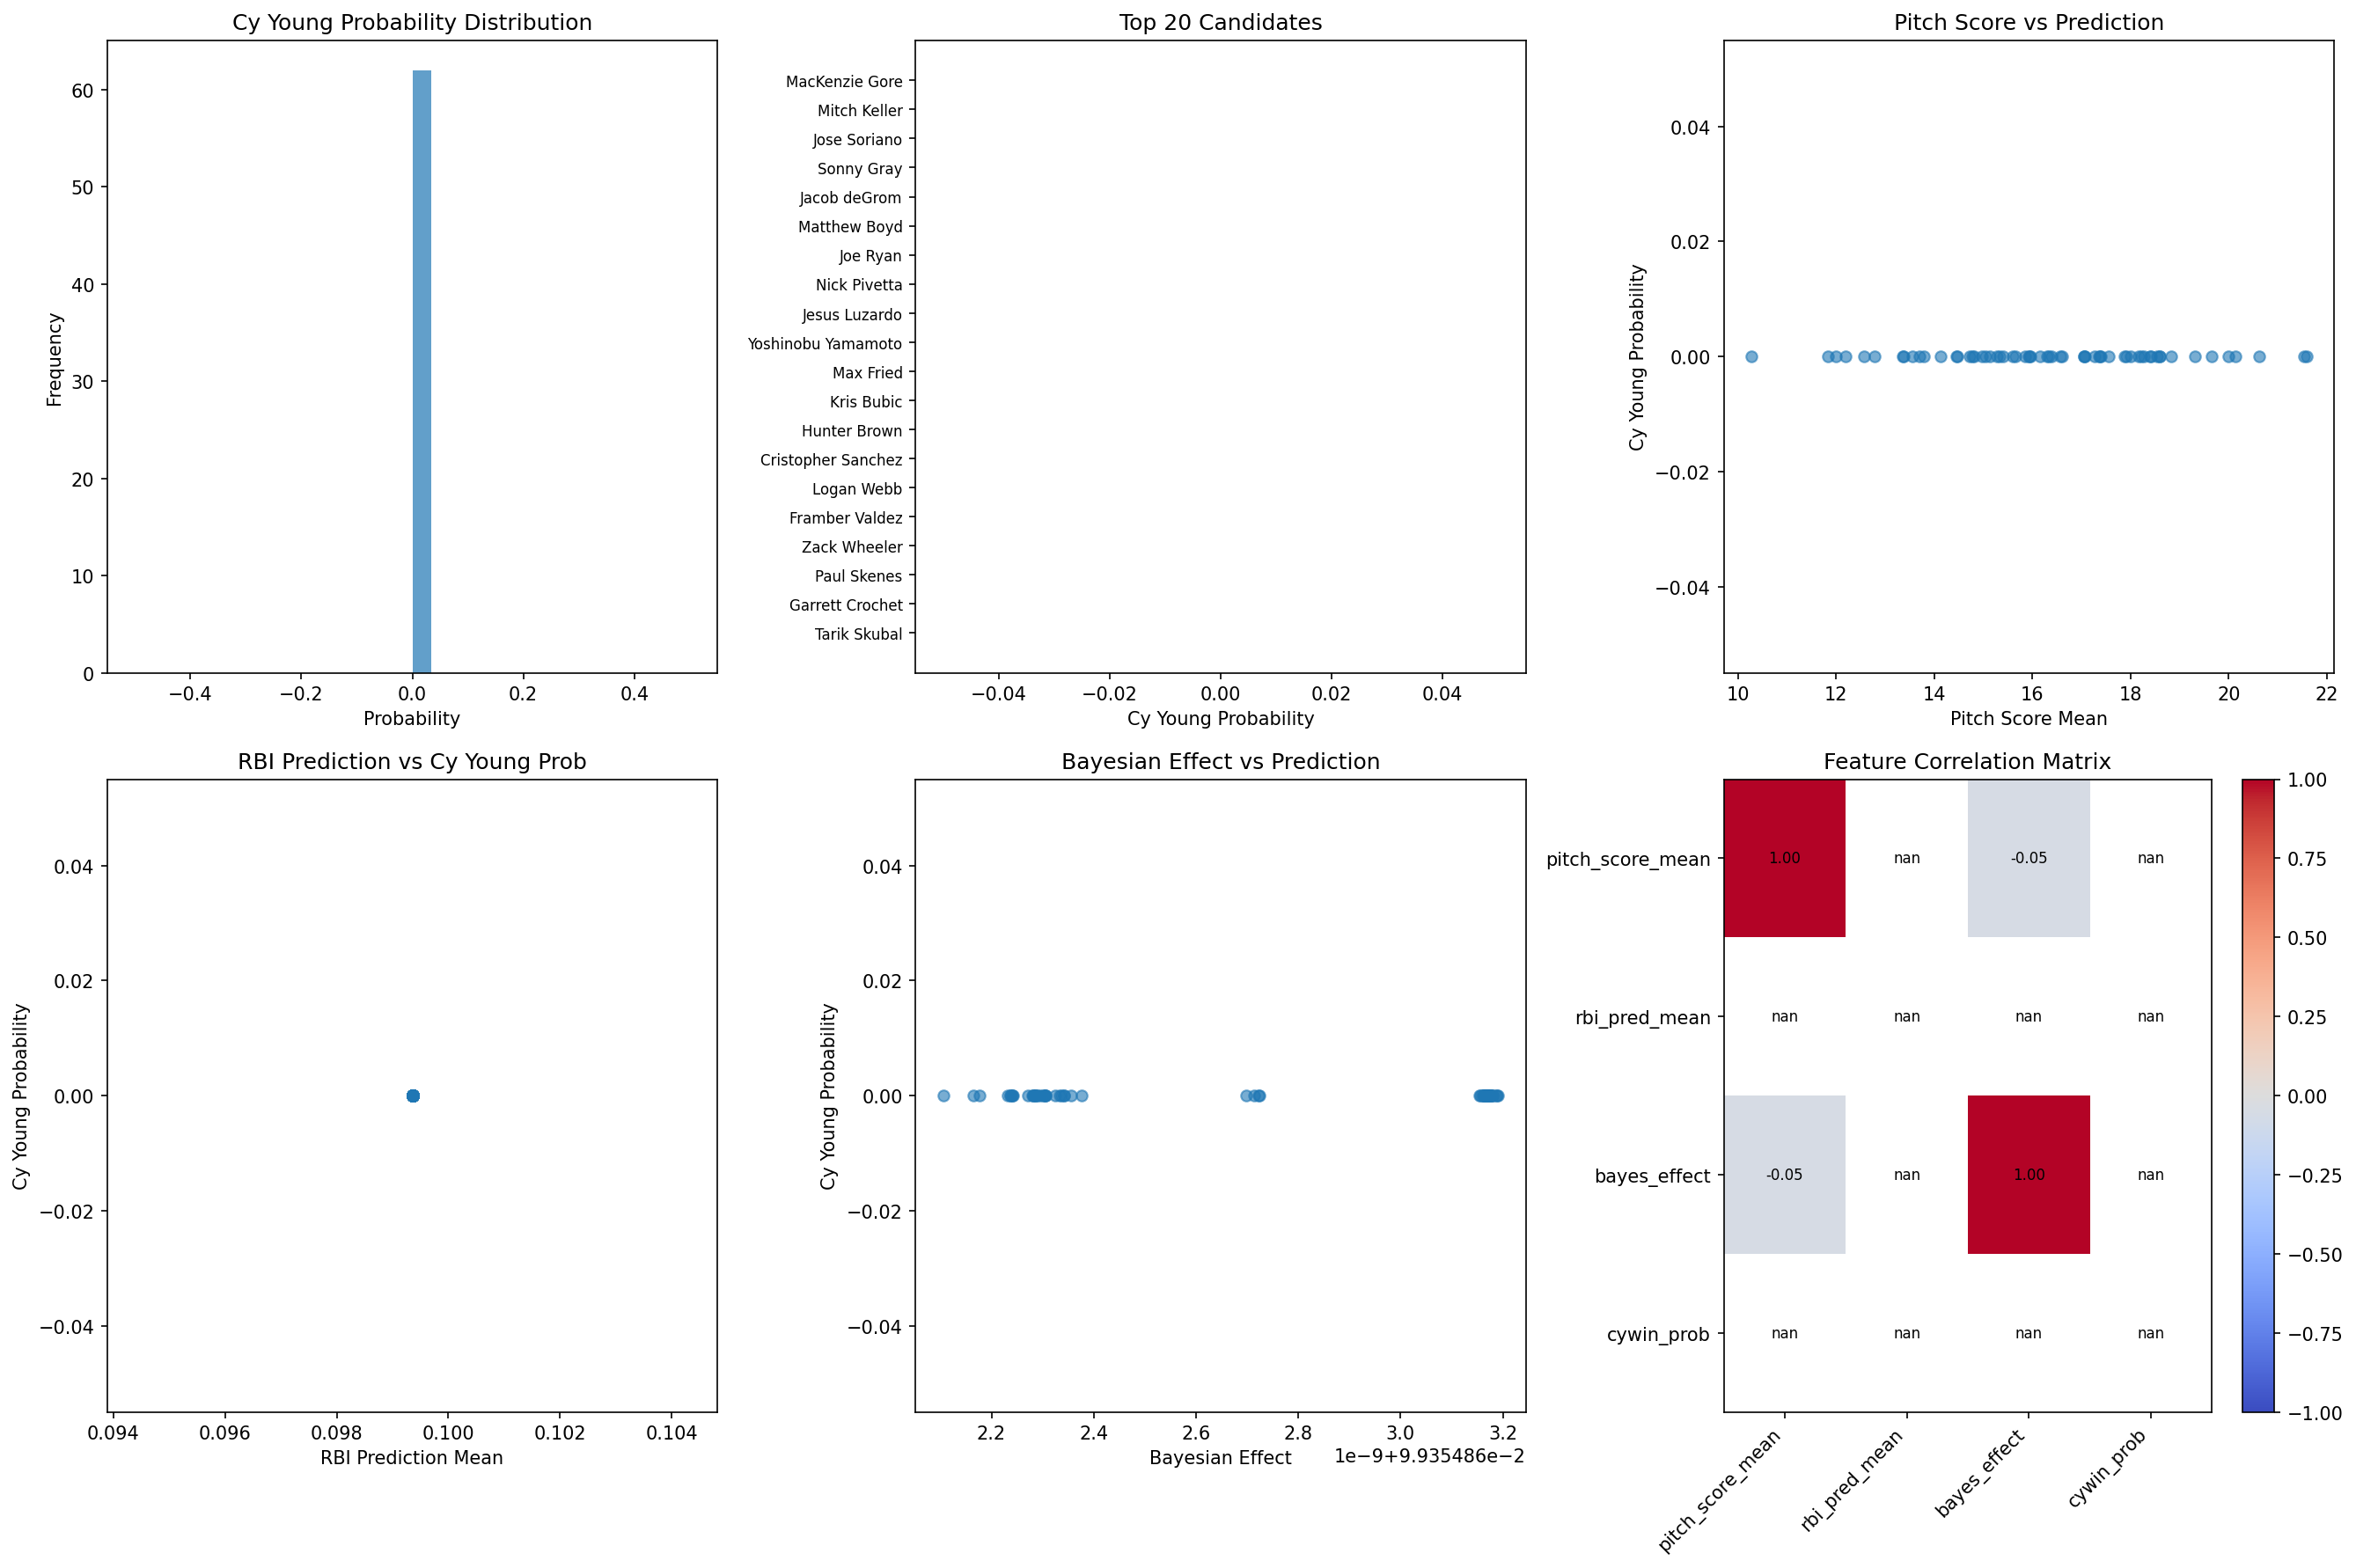 Cy Young Probability Distribution
Frequency
60
50
40
30
20
10
0
−0.4 −0.2 0.0 0.2 0.4
Probability
Top 20 Candidates
MacKenzie Gore
Mitch Keller
Jose Soriano
Sonny Gray
Jacob deGrom
Matthew Boyd
Joe Ryan
Nick Pivetta
Jesus Luzardo
Yoshinobu Yamamoto
Max Fried
Kris Bubic
Hunter Brown
Cristopher Sanchez
Logan Webb
Framber Valdez
Zack Wheeler
Paul Skenes
Garrett Crochet
Tarik Skubal
−0.04 −0.02 0.00 0.02 0.04
Cy Young Probability
Pitch Score vs Prediction
Cy Young Probability
0.04
0.02
0.00
−0.02
−0.04
10 12 14 16 18 20 22
Pitch Score Mean
RBI Prediction vs Cy Young Prob
Cy Young Probability
0.04
0.02
0.00
−0.02
−0.04
0.094 0.096 0.098 0.100 0.102 0.104
RBI Prediction Mean
Bayesian Effect vs Prediction
Cy Young Probability
0.04
0.02
0.00
−0.02
−0.04
2.2 2.4 2.6 2.8 3.0 3.2
Bayesian Effect
1e−9+9.935486e−2
Feature Correlation Matrix
pitch_score_mean 1.00 nan -0.05 nan
rbi_pred_mean nan nan nan nan
bayes_effect -0.05 nan 1.00 nan
cywin_prob nan nan nan nan
pitch_score_mean rbi_pred_mean bayes_effect cywin_prob
1.00
0.75
0.50
0.25
0.00
−0.25
−0.50
−0.75
−1.00